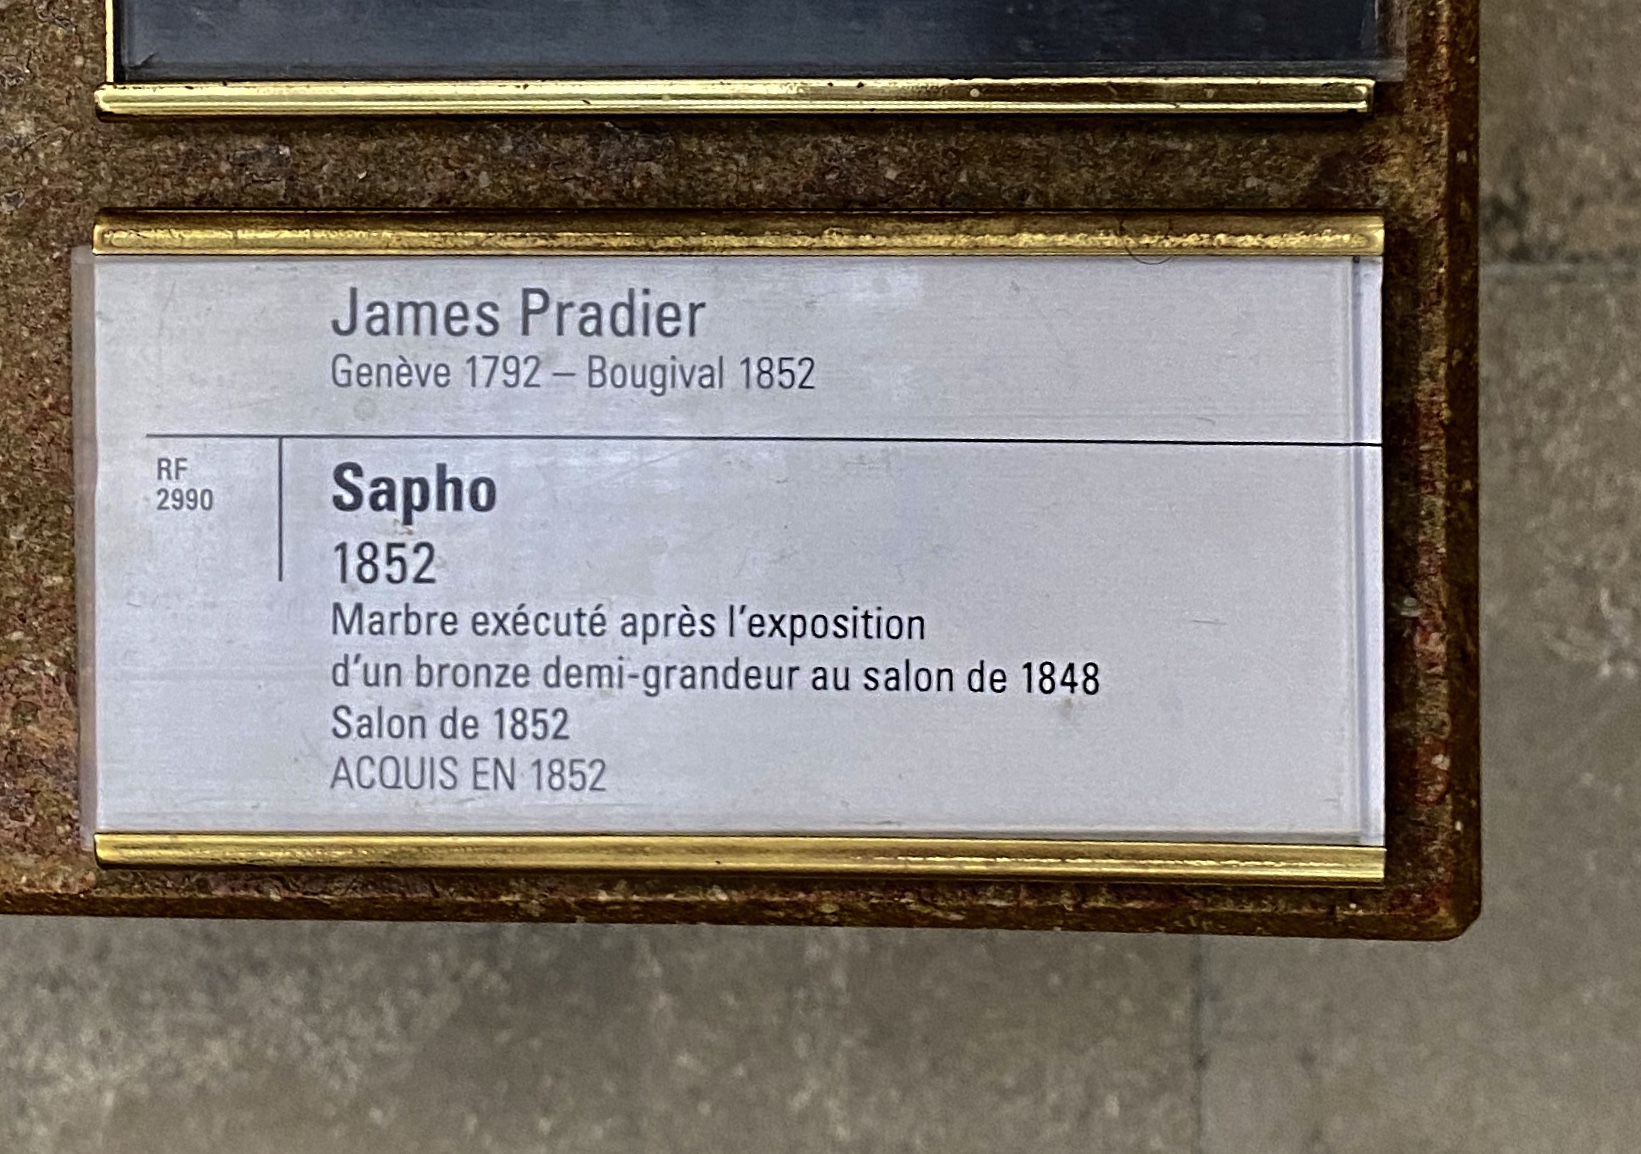 James Pradier
Genève 1792 – Bougival 1852
RF
2990
Sapho
1852
Marbre exécuté après l’exposition
d’un bronze demi-grandeur au salon de 1848
Salon de 1852
ACQUIS EN 1852